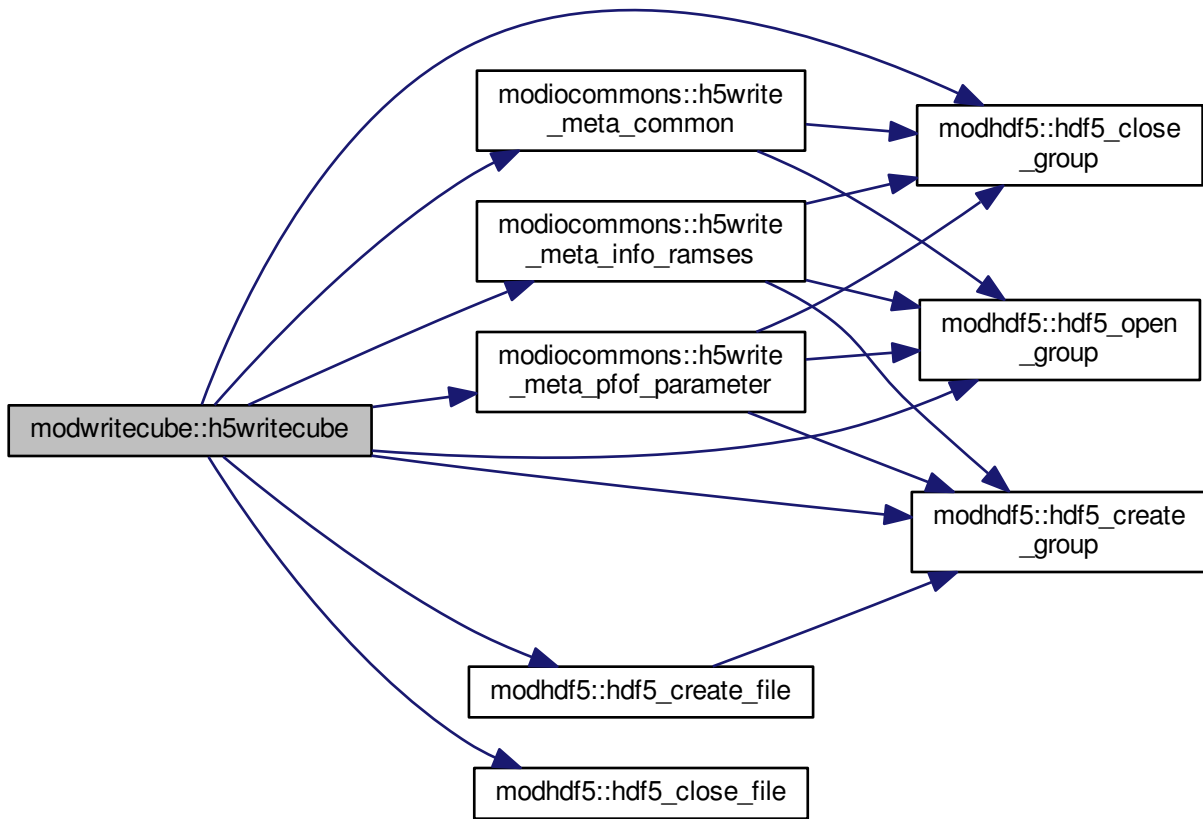 modiocommons::h5write
_meta_common
modhdf5::hdf5_close
_group
modiocommons::h5write
_meta_info_ramses
modhdf5::hdf5_open
_group
modiocommons::h5write
_meta_pfof_parameter
modwritecube::h5writecube
modhdf5::hdf5_create
_group
modhdf5::hdf5_create_file
modhdf5::hdf5_close_file